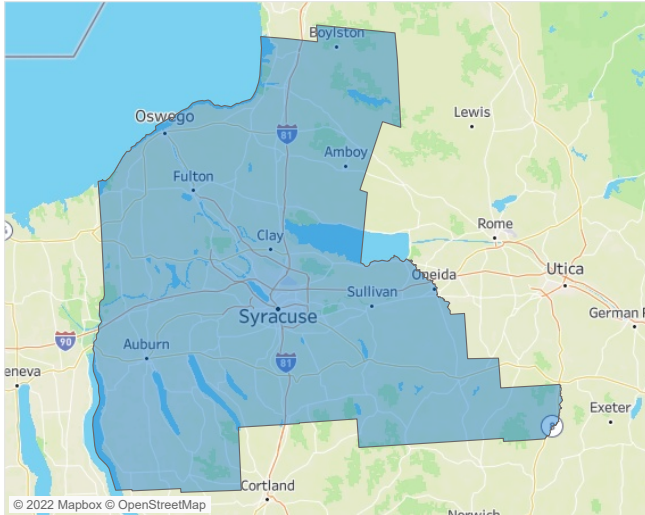 Boylston
Oswego
Lewis
81
Amboy
Fulton
Rome
Clay
Oneida
Utica
Sullivan
Syracuse
German F
90
Auburn
81
eneva
Exeter
Cortland
© 2022 Mapbox © OpenStreetMap
Norwich